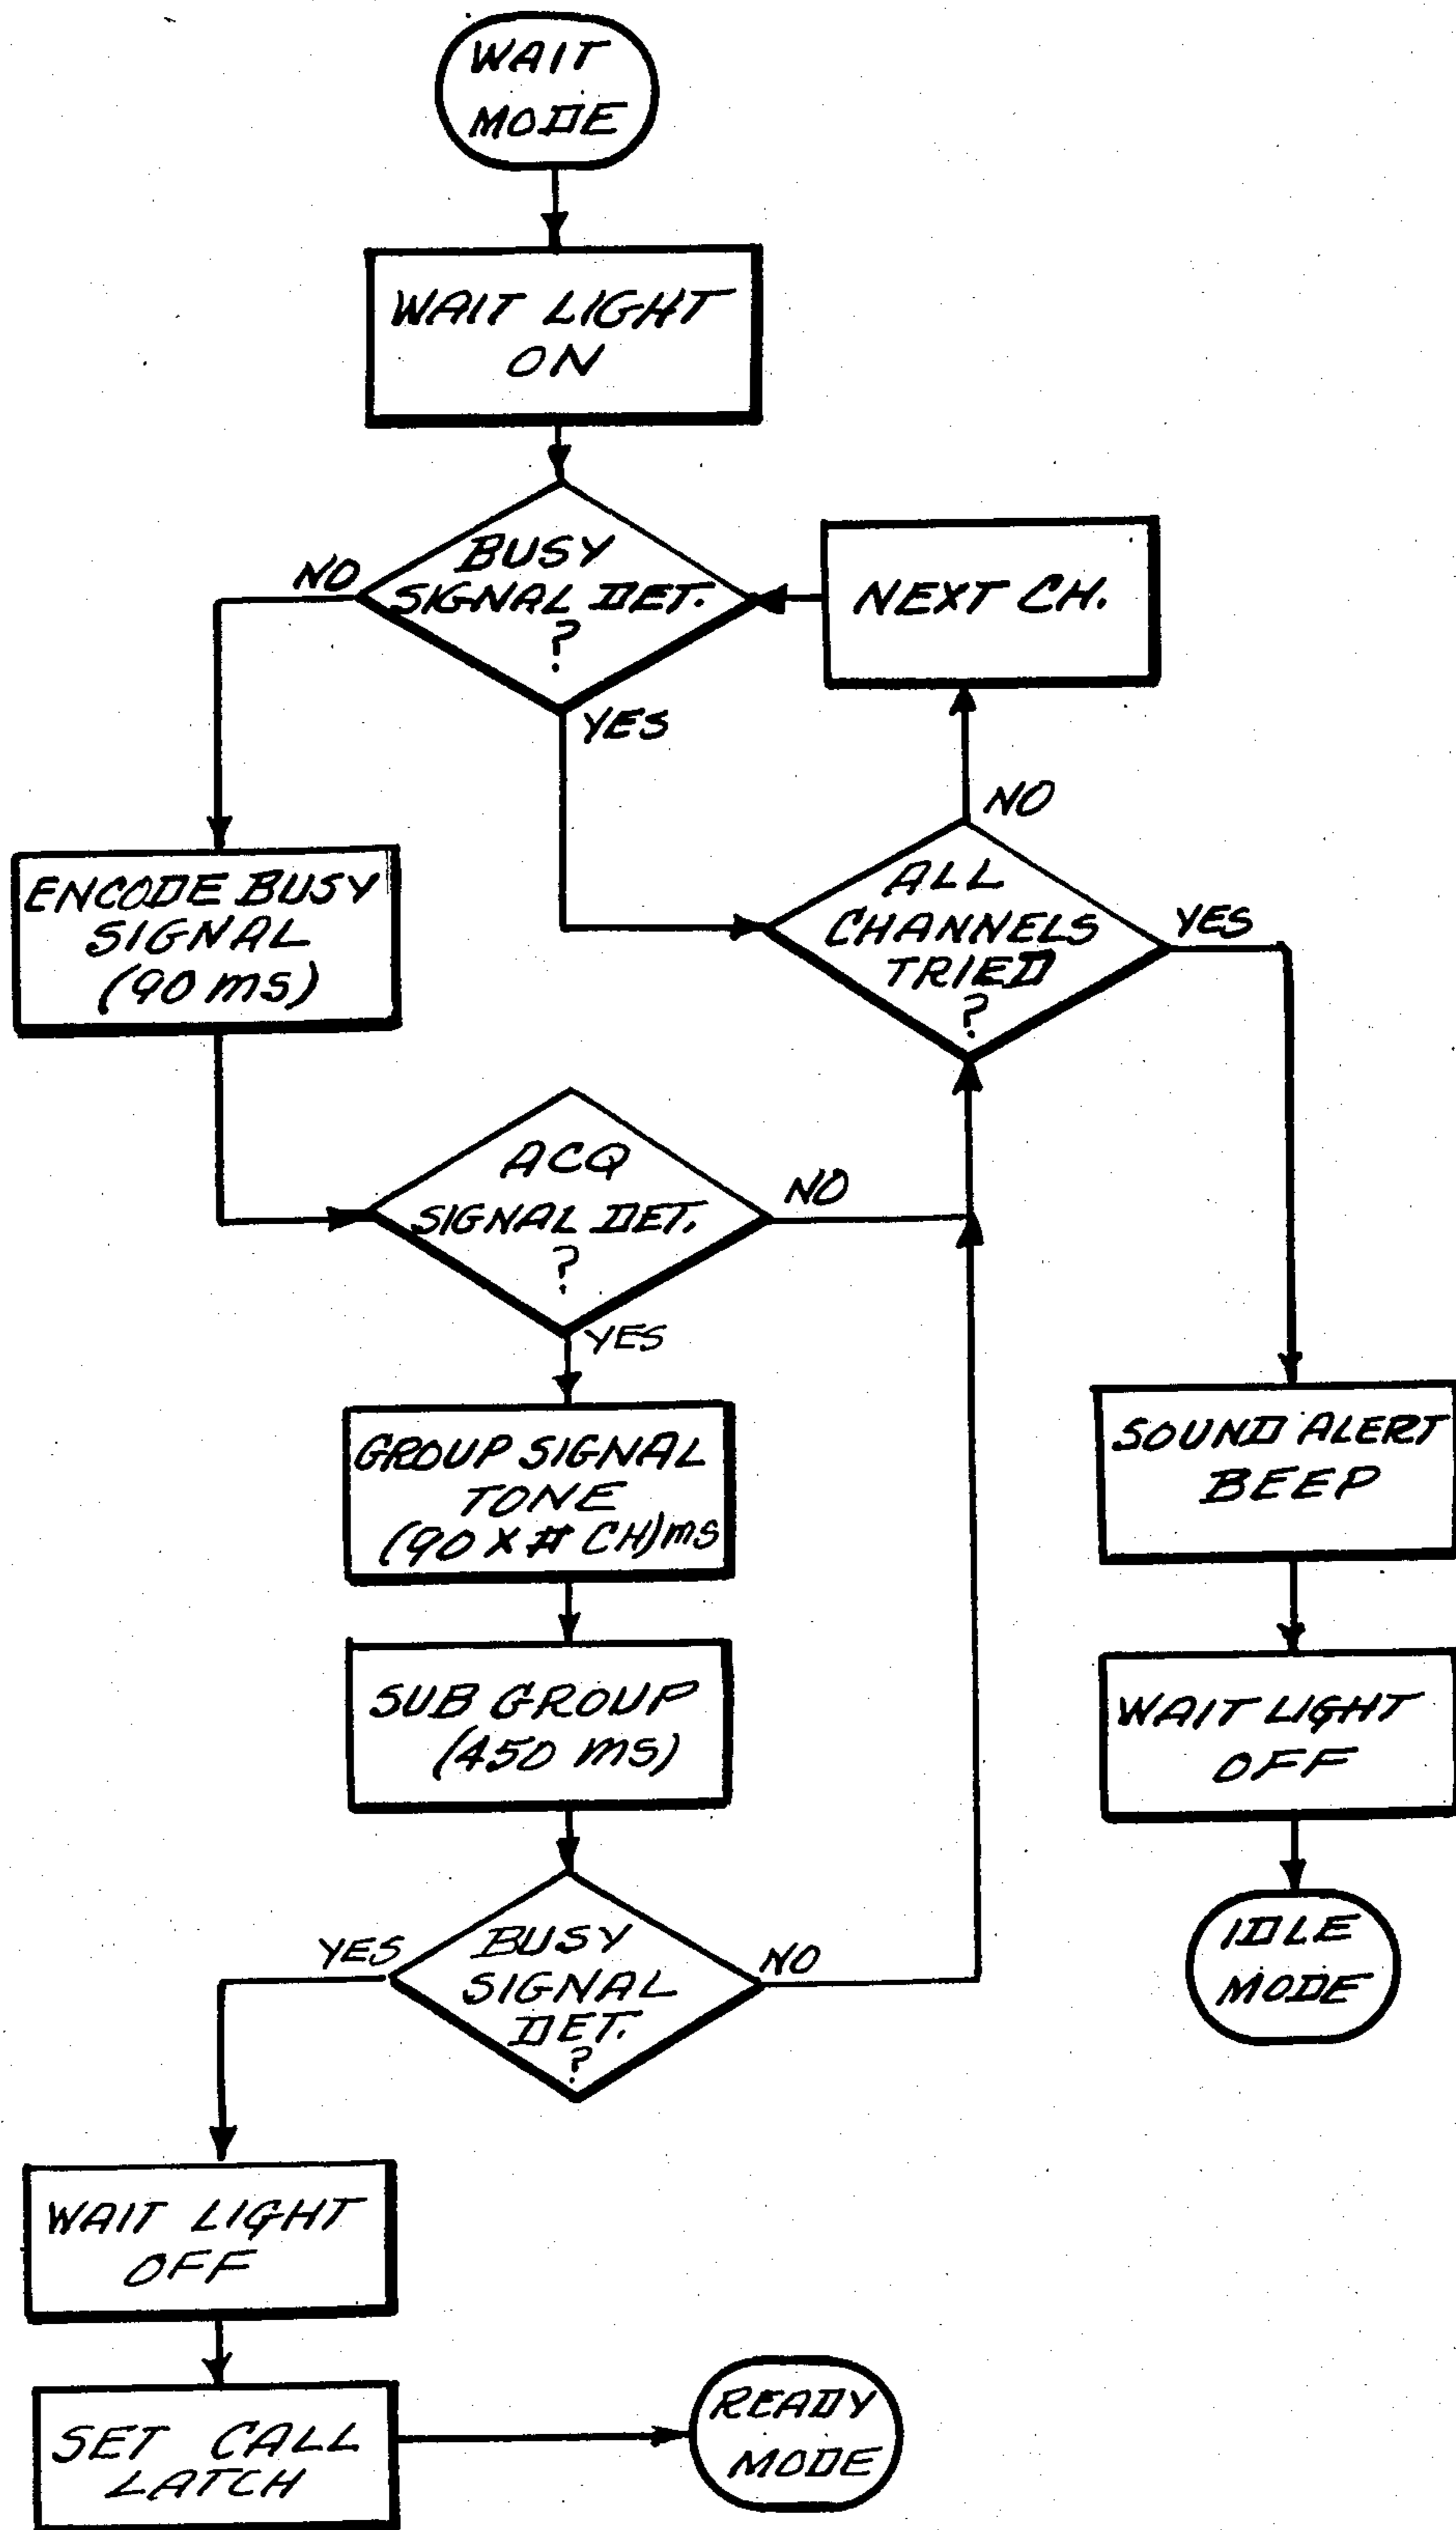 WAIT
MODE
WAIT LIGHT
ON
BUSY
SIGNAL DET.
?
NO
YES
NEXT CH.
NO
ALL
CHANNELS
TRIED
?
YES
ENCODE BUSY
SIGNAL
(90 ms)
ACQ
SIGNAL DET.
?
NO
YES
GROUP SIGNAL
TONE
(90 X # CH)ms
SUB GROUP
(450 ms)
BUSY
SIGNAL
DET.
?
YES
NO
SOUND ALERT
BEEP
WAIT LIGHT
OFF
IDLE
MODE
WAIT LIGHT
OFF
SET CALL
LATCH
READY
MODE